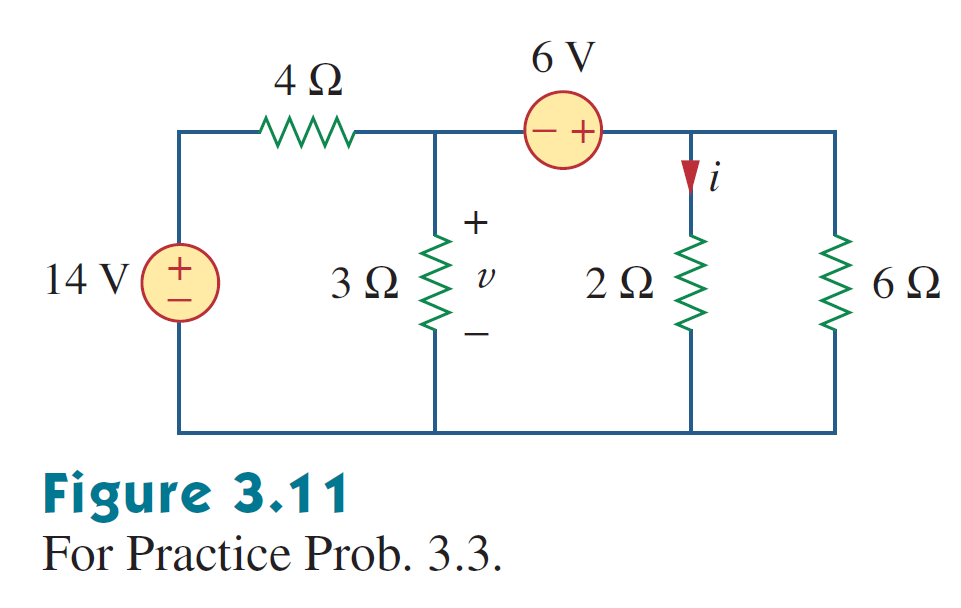 6 V
4 Ω
− +
i
+
14 V
+
−
3 Ω
v
2 Ω
6 Ω
−
Figure 3.11
For Practice Prob. 3.3.